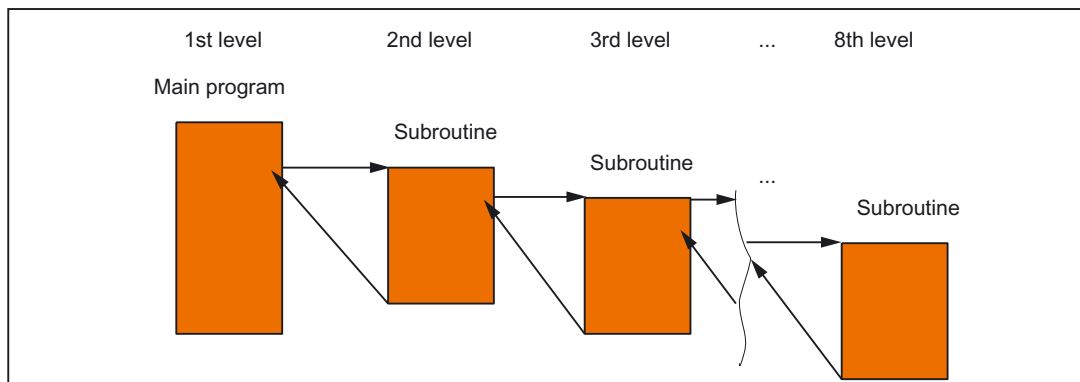 1st level 2nd level 3rd level ... 8th level
Main program
Subroutine
Subroutine
...
Subroutine